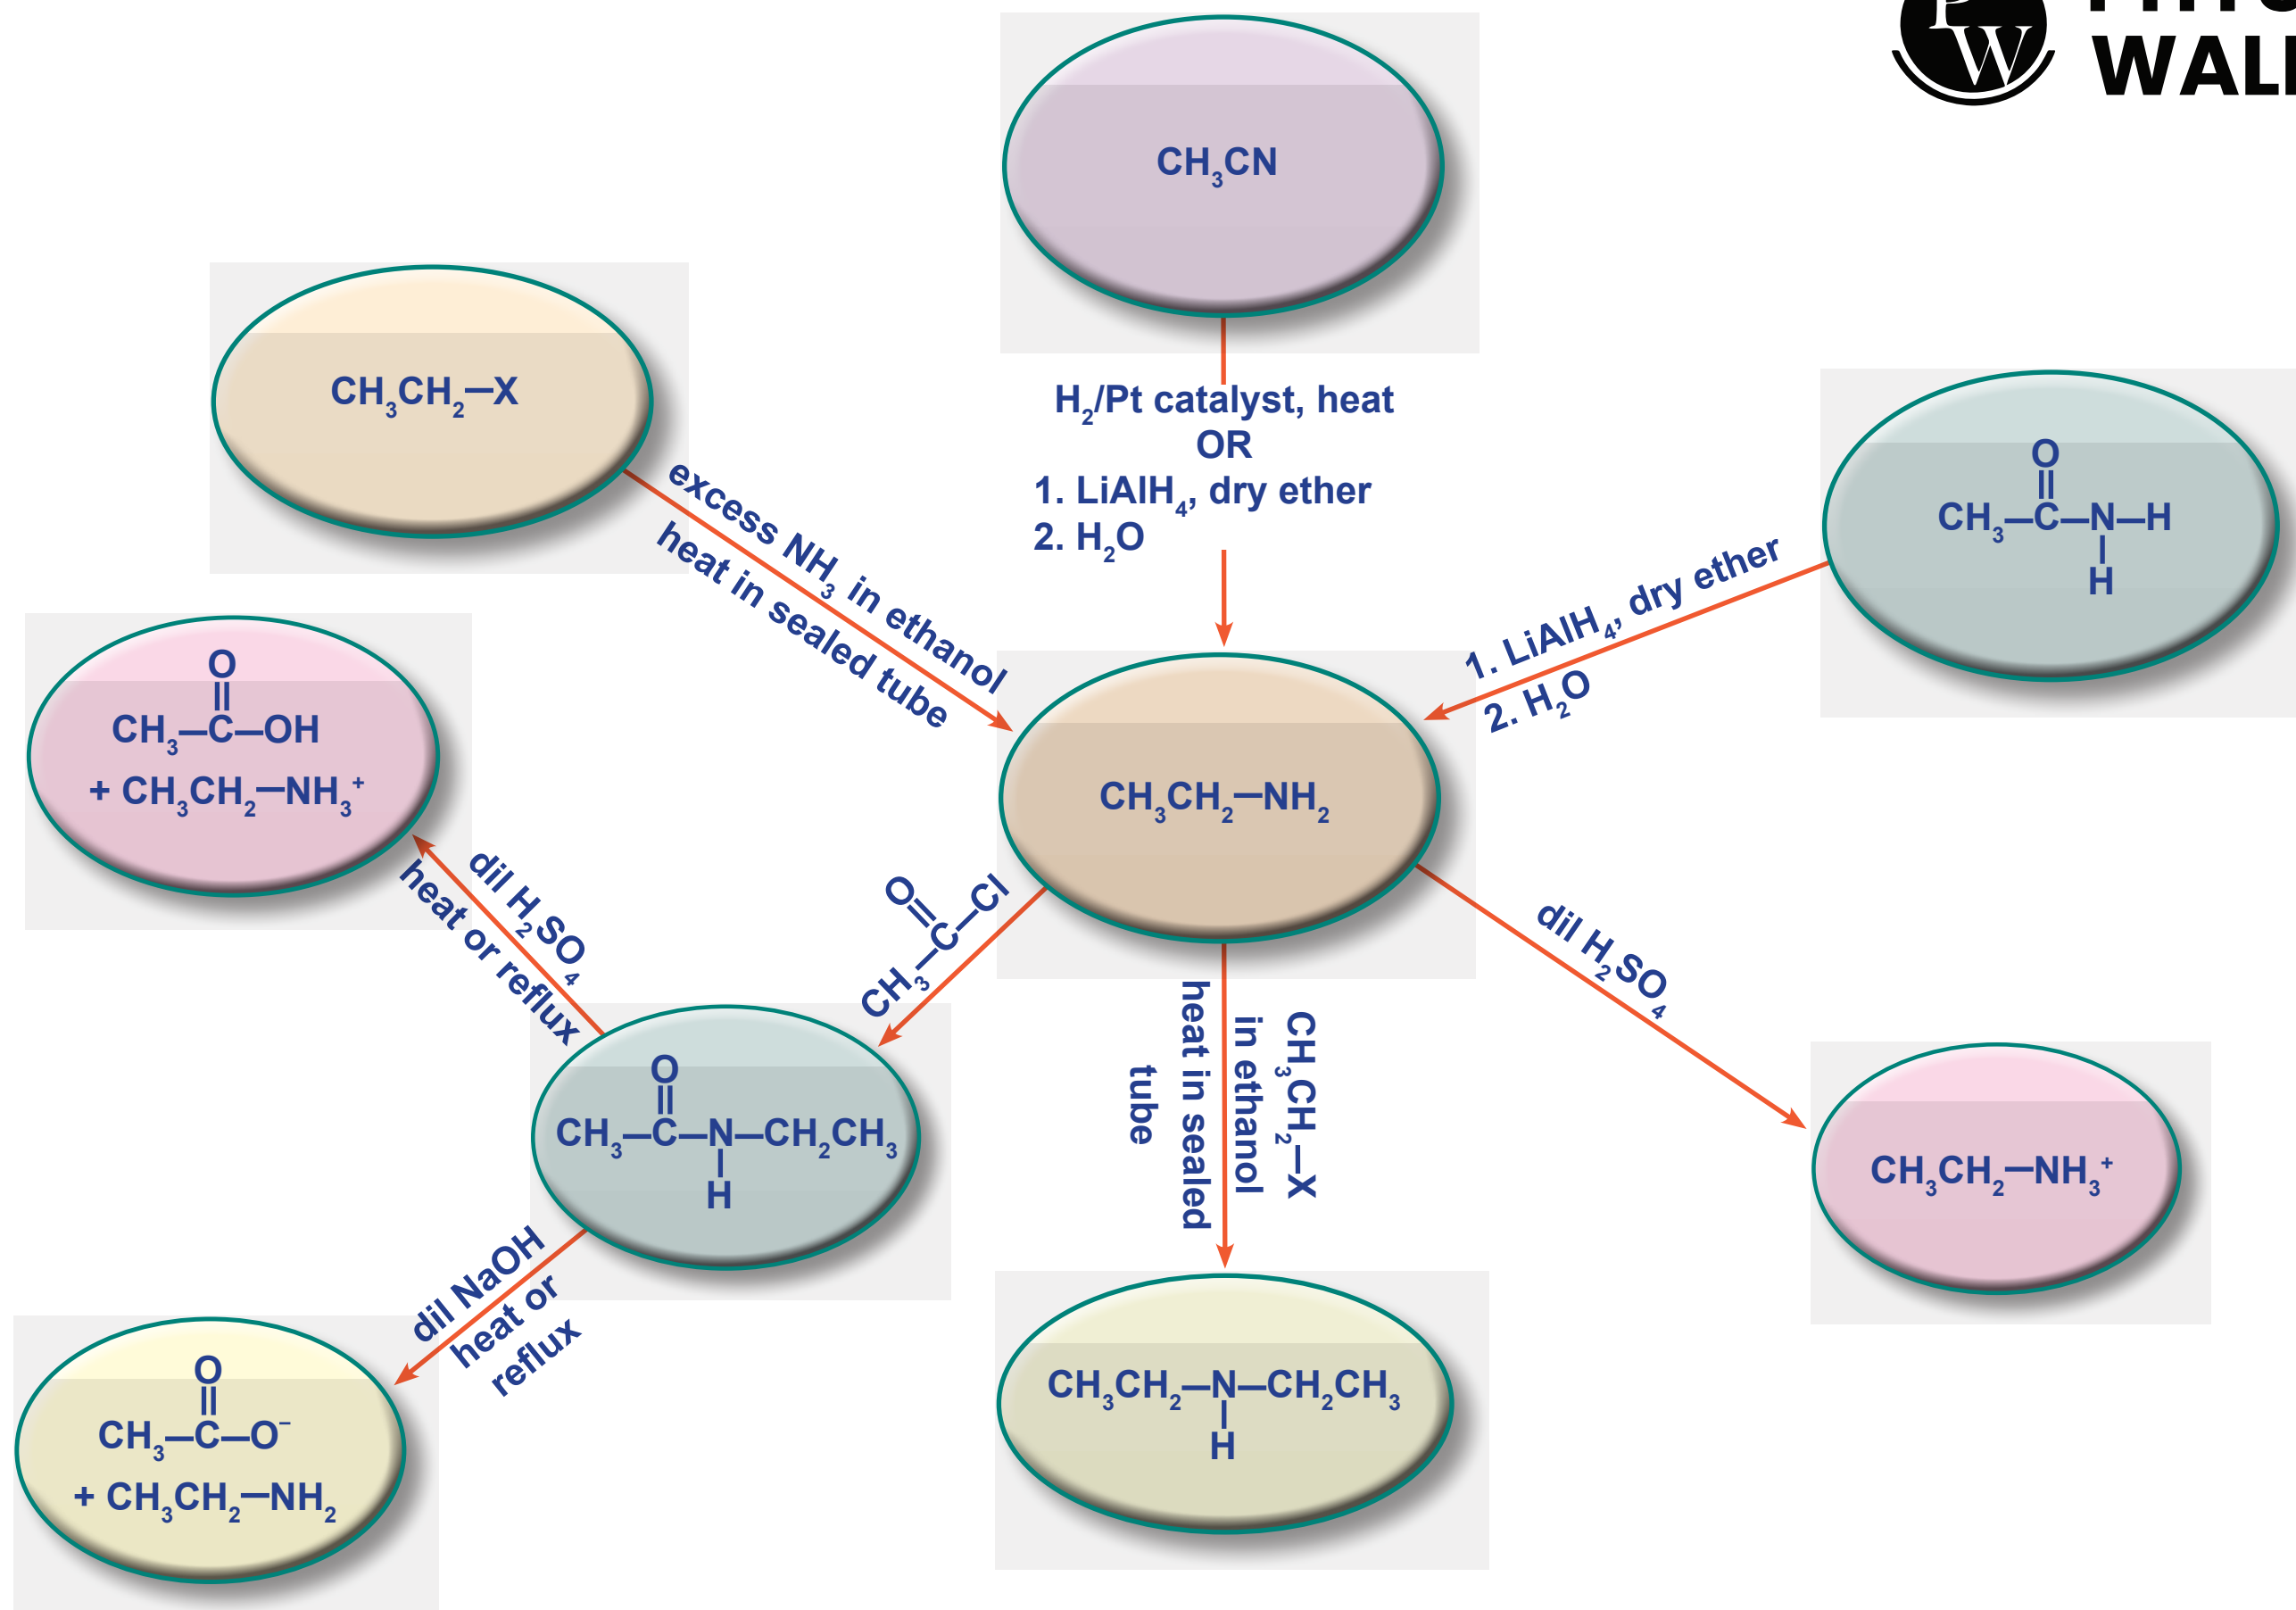 WALL
CH₃CN
CH₃CH₂—X
H₂/Pt catalyst, heat
OR
1. LiAlH₄, dry ether
2. H₂O
excess NH₃ in ethanol
heat in sealed tube
O
||
CH₃—C—N—H
|
H
1. LiAlH₄, dry ether
2. H₂O
O
||
CH₃—C—OH
+ CH₃CH₂—NH₃⁺
CH₃CH₂—NH₂
dil H₂SO₄
heat or reflux
O=C—Cl
CH₃
dil H₂SO₄
CH₃CH₂—X
in ethanol
heat in sealed
tube
O
||
CH₃—C—N—CH₂CH₃
|
H
CH₃CH₂—NH₃⁺
dil NaOH
heat or
reflux
O
||
CH₃—C—O⁻
+ CH₃CH₂—NH₂
CH₃CH₂—N—CH₂CH₃
|
H